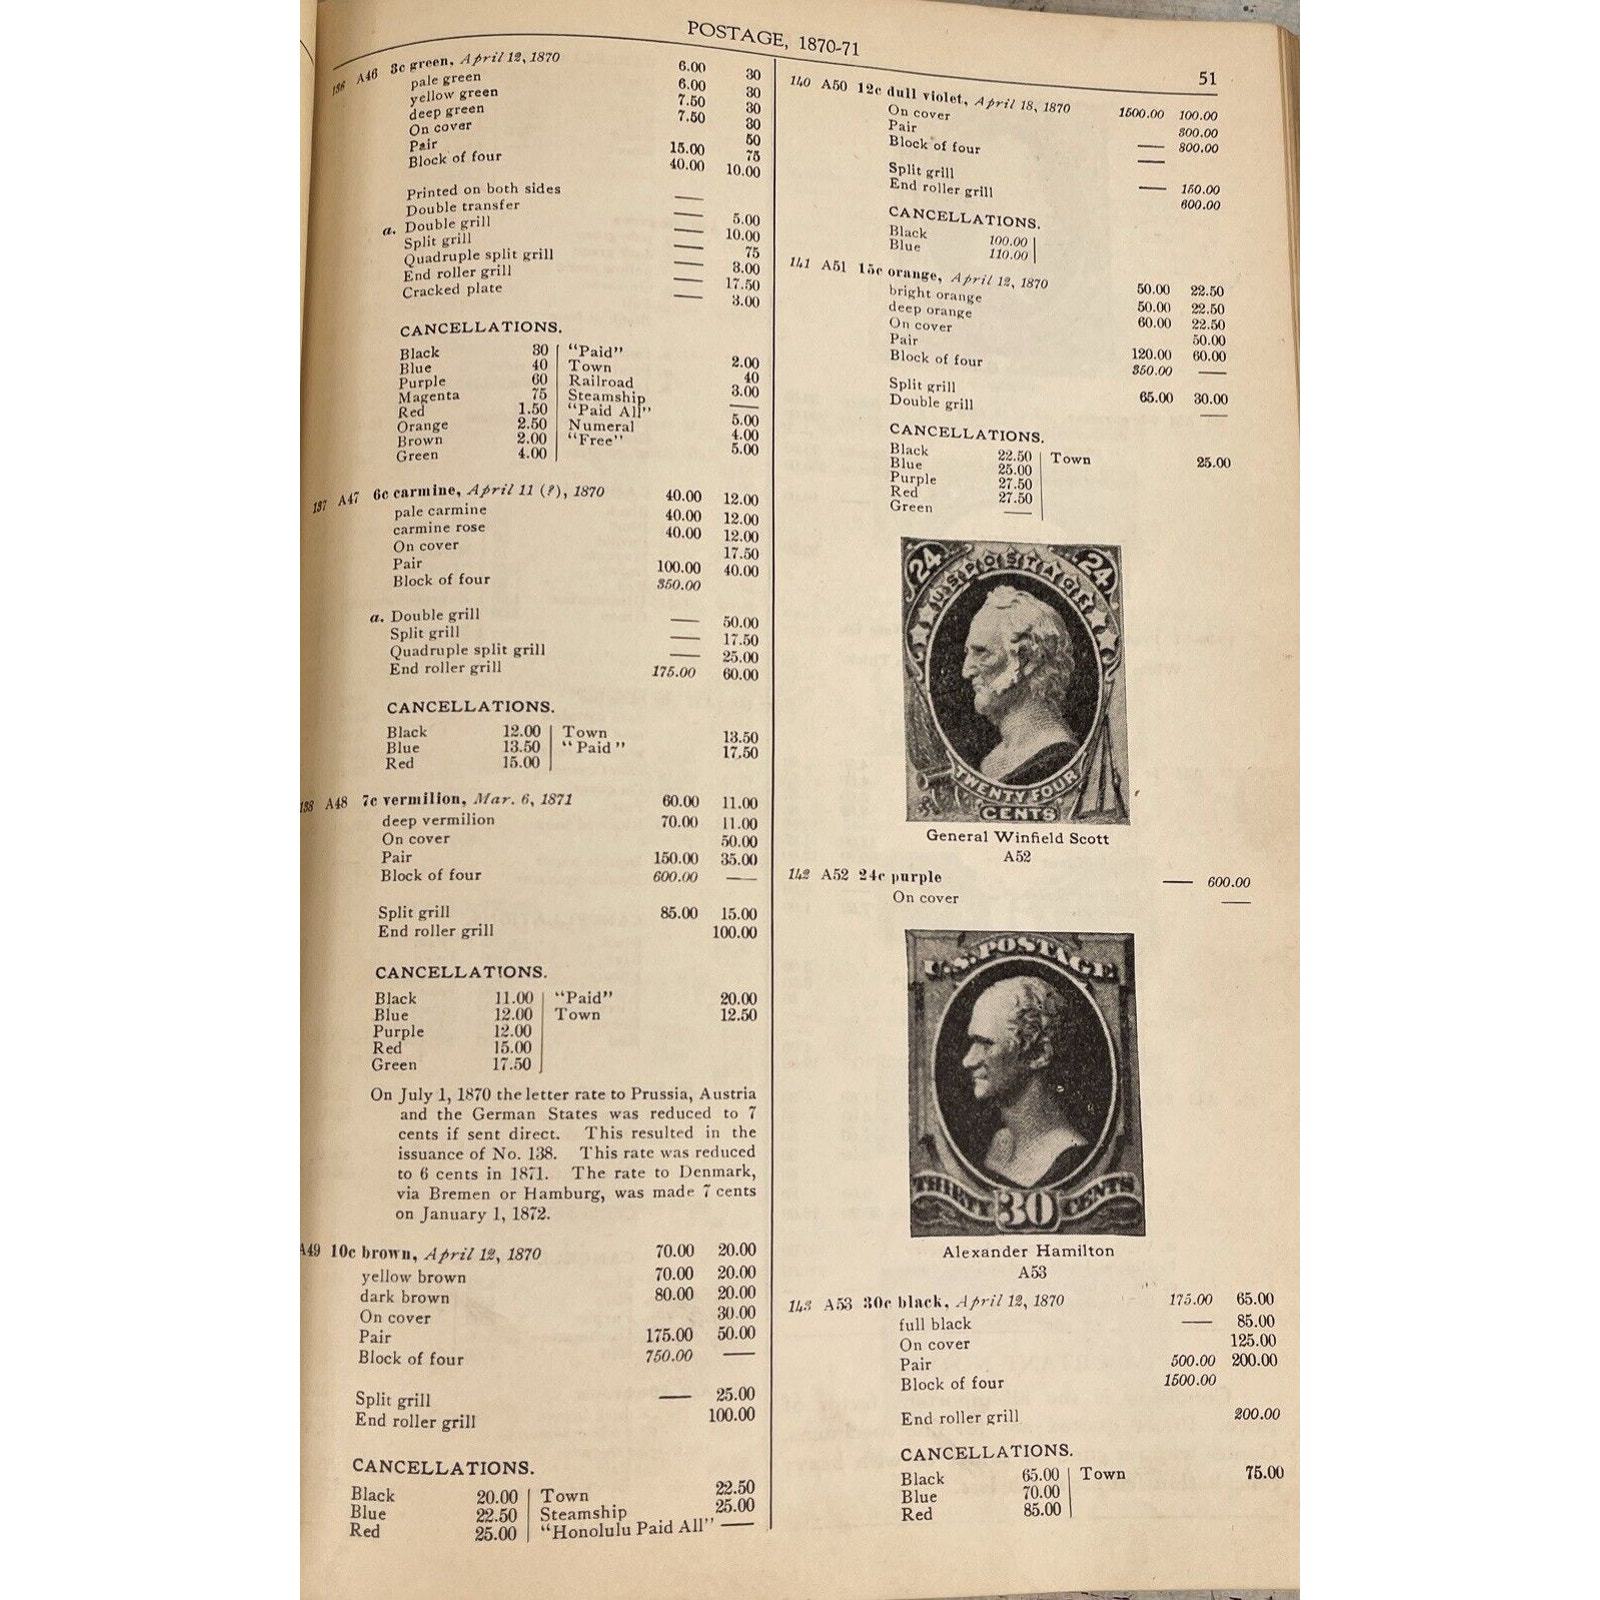 POSTAGE, 1870-71
51
136 A46 3c green, April 12, 1870 6.00 30
pale green 6.00 30
yellow green 7.50 30
deep green 7.50 30
On cover 50
Pair 15.00 75
Block of four 40.00 10.00
Printed on both sides —
Double transfer — 5.00
a. Double grill — 10.00
Split grill — 75
Quadruple split grill — 8.00
End roller grill — 17.50
Cracked plate — 3.00
CANCELLATIONS.
Black 30 "Paid" 2.00
Blue 40 Town 40
Purple 60 Railroad 3.00
Magenta 75 Steamship —
Red 1.50 "Paid All" 5.00
Orange 2.50 Numeral 4.00
Brown 2.00 "Free" 5.00
Green 4.00
137 A47 6c carmine, April 11 (?), 1870 40.00 12.00
pale carmine 40.00 12.00
carmine rose 40.00 12.00
On cover 17.50
Pair 100.00 40.00
Block of four 350.00
a. Double grill — 50.00
Split grill — 17.50
Quadruple split grill — 25.00
End roller grill 175.00 60.00
CANCELLATIONS.
Black 12.00 Town 13.50
Blue 13.50 "Paid" 17.50
Red 15.00
138 A48 7c vermilion, Mar. 6, 1871 60.00 11.00
deep vermilion 70.00 11.00
On cover 50.00
Pair 150.00 35.00
Block of four 600.00 —
Split grill 85.00 15.00
End roller grill 100.00
CANCELLATIONS.
Black 11.00 "Paid" 20.00
Blue 12.00 Town 12.50
Purple 12.00
Red 15.00
Green 17.50
On July 1, 1870 the letter rate to Prussia, Austria
and the German States was reduced to 7
cents if sent direct. This resulted in the
issuance of No. 138. This rate was reduced
to 6 cents in 1871. The rate to Denmark,
via Bremen or Hamburg, was made 7 cents
on January 1, 1872.
A49 10c brown, April 12, 1870 70.00 20.00
yellow brown 70.00 20.00
dark brown 80.00 20.00
On cover 30.00
Pair 175.00 50.00
Block of four 750.00 —
Split grill — 25.00
End roller grill 100.00
CANCELLATIONS.
Black 20.00 Town 22.50
Blue 22.50 Steamship 25.00
Red 25.00 "Honolulu Paid All" —
140 A50 12c dull violet, April 18, 1870 1500.00 100.00
On cover 300.00
Pair — 800.00
Block of four —
Split grill — 150.00
End roller grill 600.00
CANCELLATIONS.
Black 100.00
Blue 110.00
141 A51 15c orange, April 12, 1870 50.00 22.50
bright orange 50.00 22.50
deep orange 60.00 22.50
On cover 50.00
Pair 120.00 60.00
Block of four 350.00 —
Split grill 65.00 30.00
Double grill —
CANCELLATIONS.
Black 22.50 Town 25.00
Blue 25.00
Purple 27.50
Red 27.50
Green —
24 U.S. POSTAGE 24
TWENTY FOUR
CENTS
General Winfield Scott
A52
142 A52 24c purple — 600.00
On cover —
U.S. POSTAGE
THIRTY 30 CENTS
Alexander Hamilton
A53
143 A53 30c black, April 12, 1870 175.00 65.00
full black — 85.00
On cover 125.00
Pair 500.00 200.00
Block of four 1500.00
End roller grill 200.00
CANCELLATIONS.
Black 65.00 Town 75.00
Blue 70.00
Red 85.00